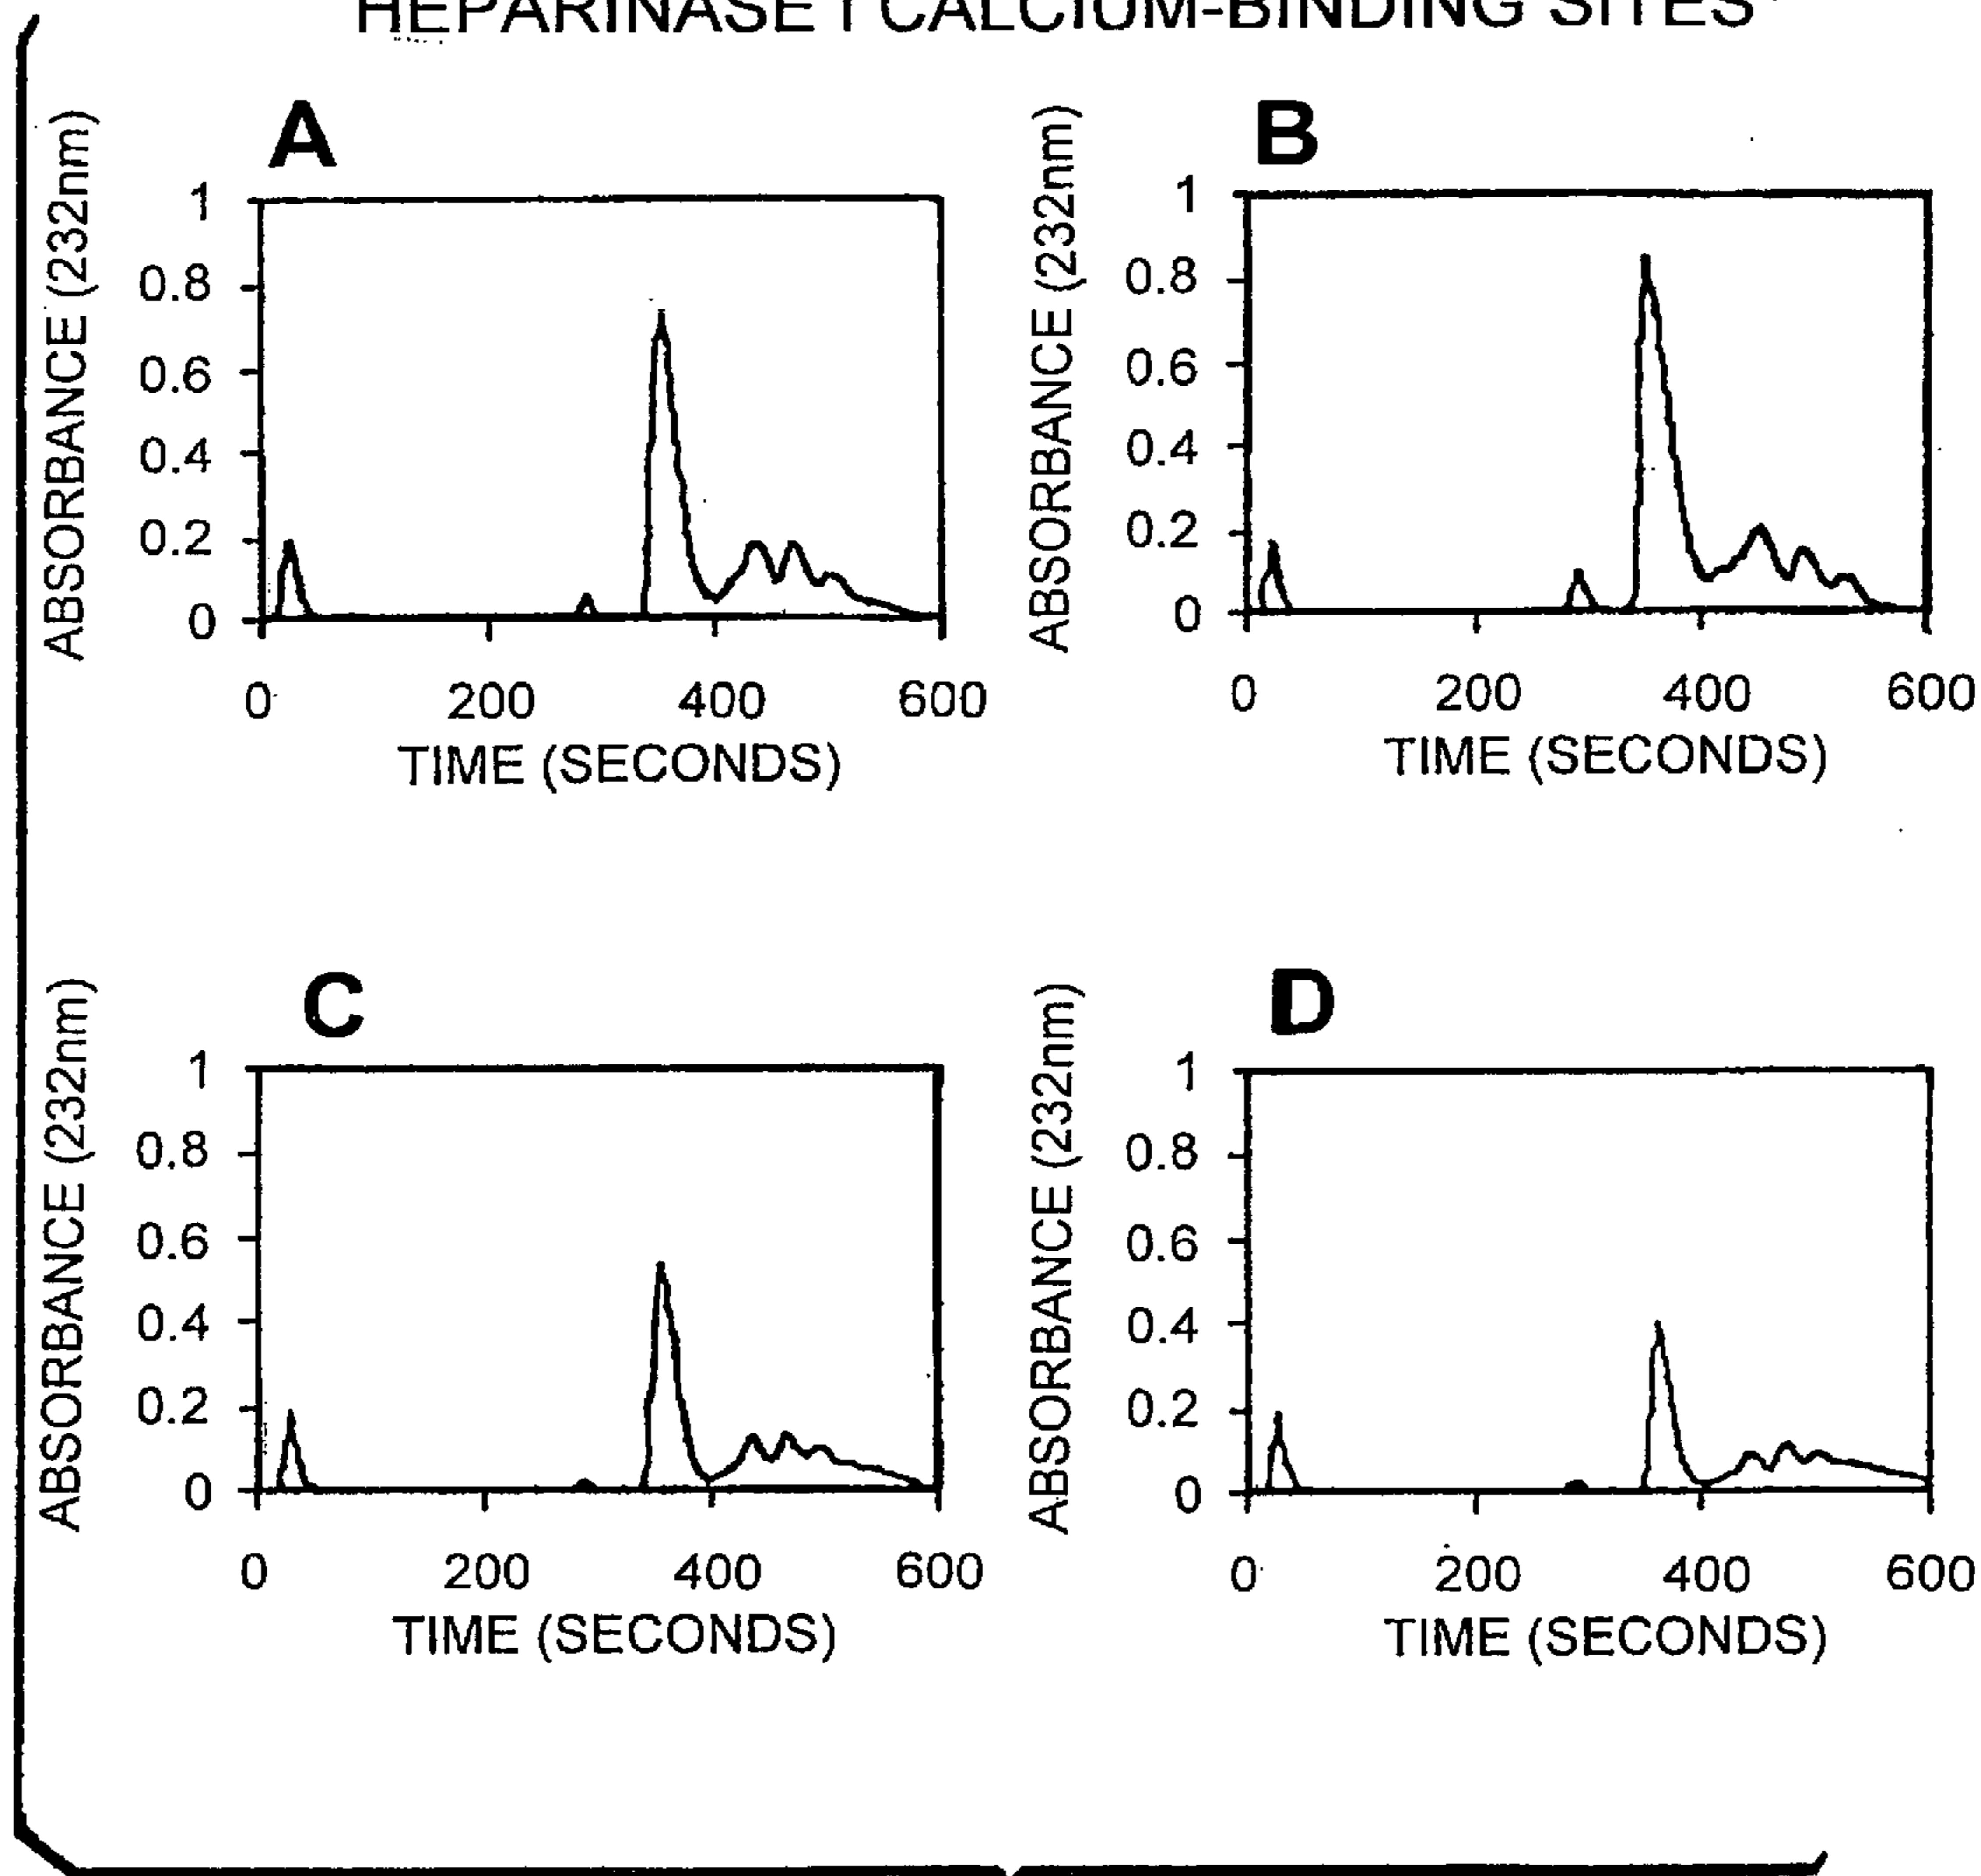 HEPARINASE I CALCIUM-BINDING SITES
A
ABSORBANCE (232nm)
1
0.8
0.6
0.4
0.2
0
0 200 400 600
TIME (SECONDS)
B
ABSORBANCE (232nm)
1
0.8
0.6
0.4
0.2
0
0 200 400 600
TIME (SECONDS)
C
ABSORBANCE (232nm)
1
0.8
0.6
0.4
0.2
0
0 200 400 600
TIME (SECONDS)
D
ABSORBANCE (232nm)
1
0.8
0.6
0.4
0.2
0
0 200 400 600
TIME (SECONDS)